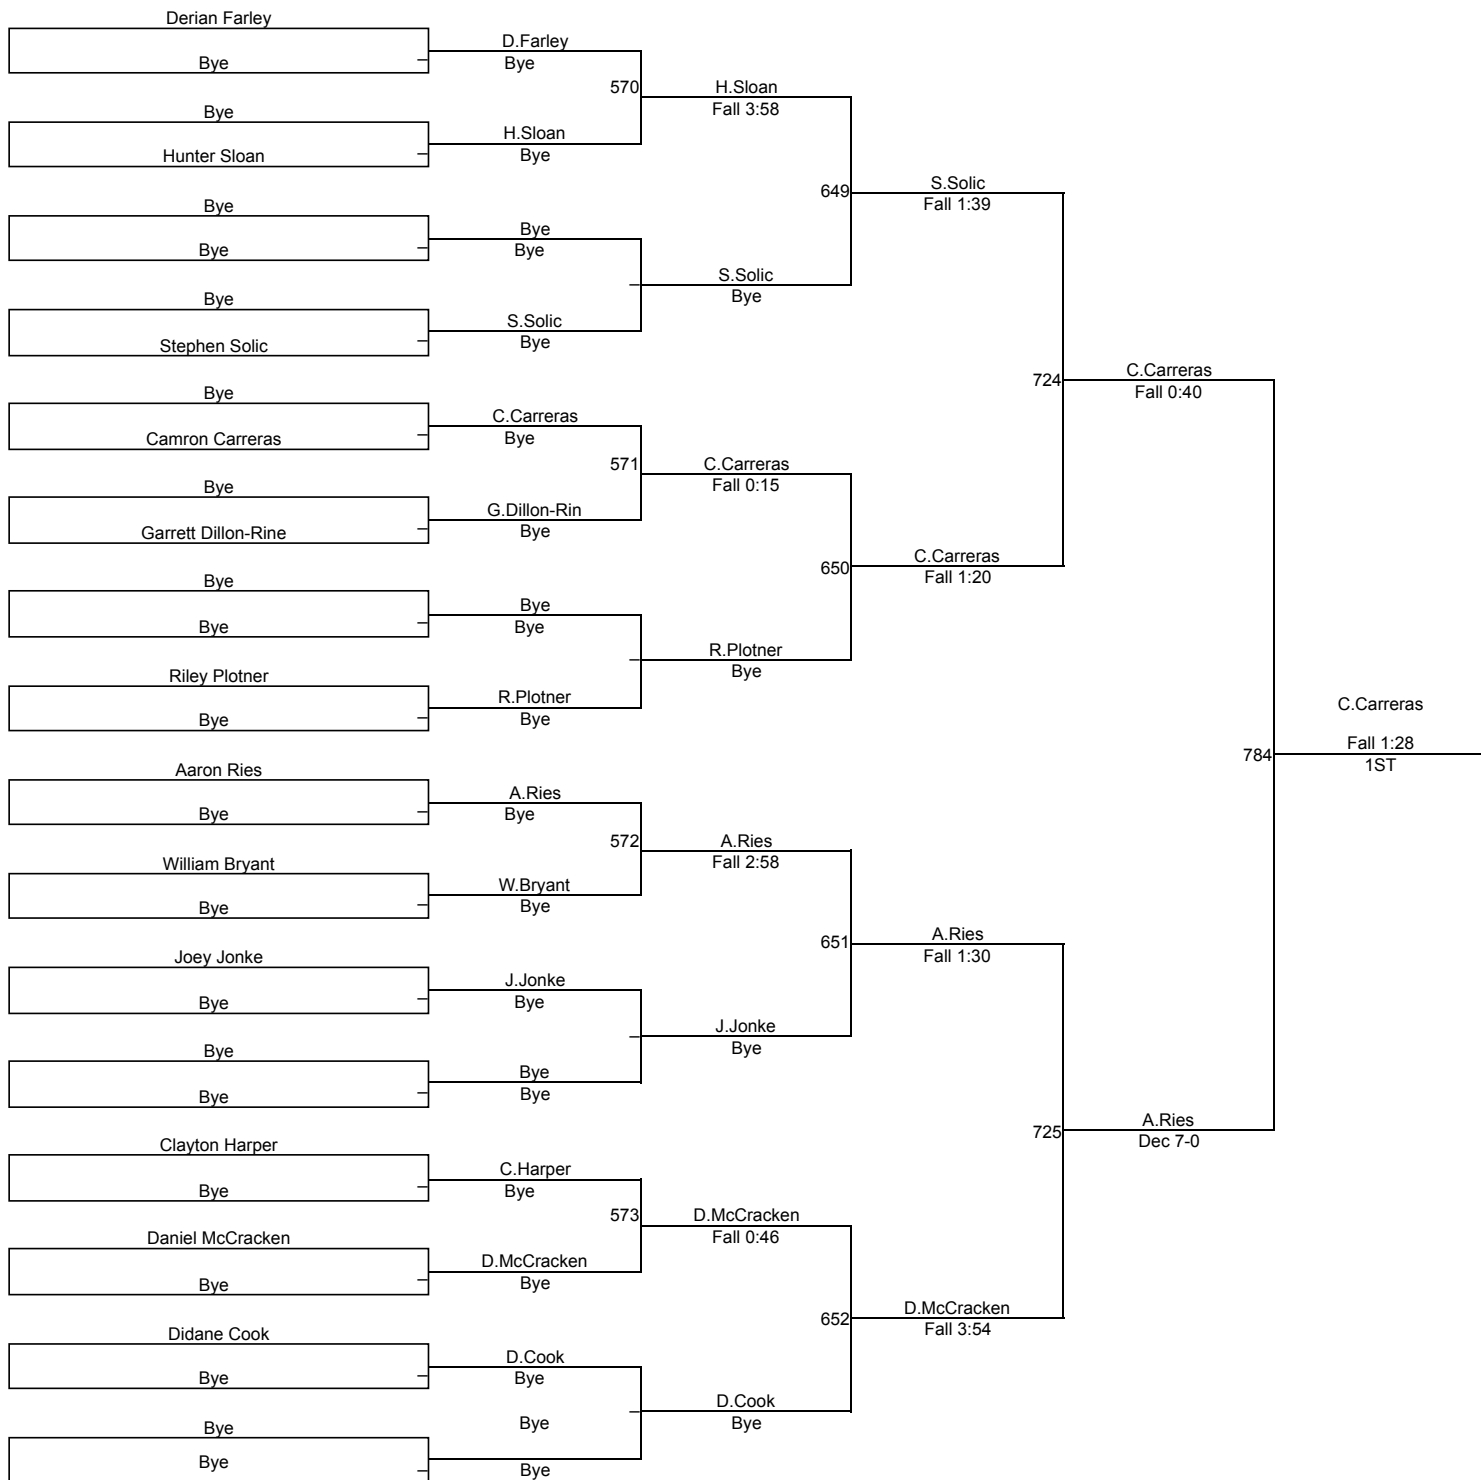 Derian Farley
Bye
Bye
Hunter Sloan
Bye
Bye
Bye
Stephen Solic
Bye
Camron Carreras
Bye
Garrett Dillon-Rine
Bye
Bye
Riley Plotner
Bye
Aaron Ries
Bye
William Bryant
Bye
Joey Jonke
Bye
Bye
Bye
Clayton Harper
Bye
Daniel McCracken
Bye
Didane Cook
Bye
Bye
Bye
D.Farley
Bye
570
H.Sloan
Bye
Bye
Bye
S.Solic
Bye
C.Carreras
Bye
571
G.Dillon-Rin
Bye
Bye
Bye
R.Plotner
Bye
A.Ries
Bye
572
W.Bryant
Bye
J.Jonke
Bye
Bye
Bye
C.Harper
Bye
573
D.McCracken
Bye
D.Cook
Bye
Bye
Bye
H.Sloan
Fall 3:58
649
S.Solic
Bye
C.Carreras
Fall 0:15
650
R.Plotner
Bye
A.Ries
Fall 2:58
651
J.Jonke
Bye
D.McCracken
Fall 0:46
652
D.Cook
Bye
S.Solic
Fall 1:39
724
C.Carreras
Fall 1:20
A.Ries
Fall 1:30
725
D.McCracken
Fall 3:54
C.Carreras
Fall 0:40
784
A.Ries
Dec 7-0
C.Carreras
Fall 1:28
1ST